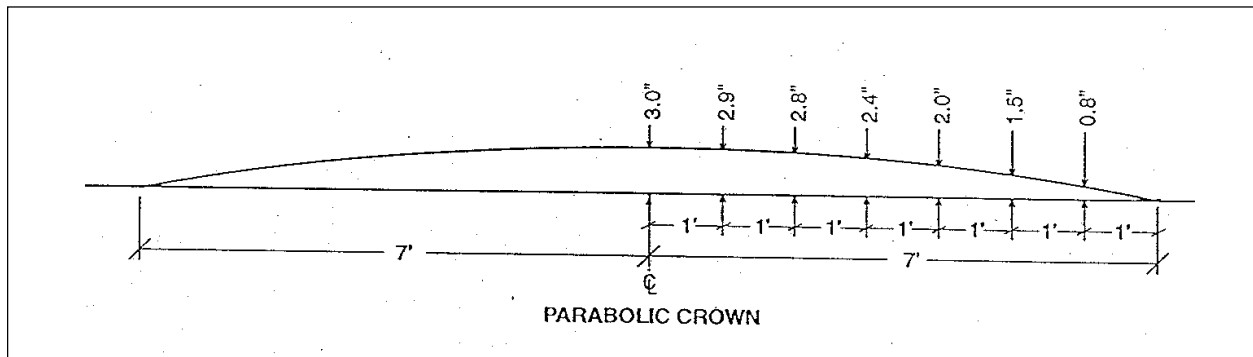 3.0" 2.9" 2.8" 2.4" 2.0" 1.5" 0.8"
1' 1' 1' 1' 1' 1' 1'
7' 7'
℄
PARABOLIC CROWN